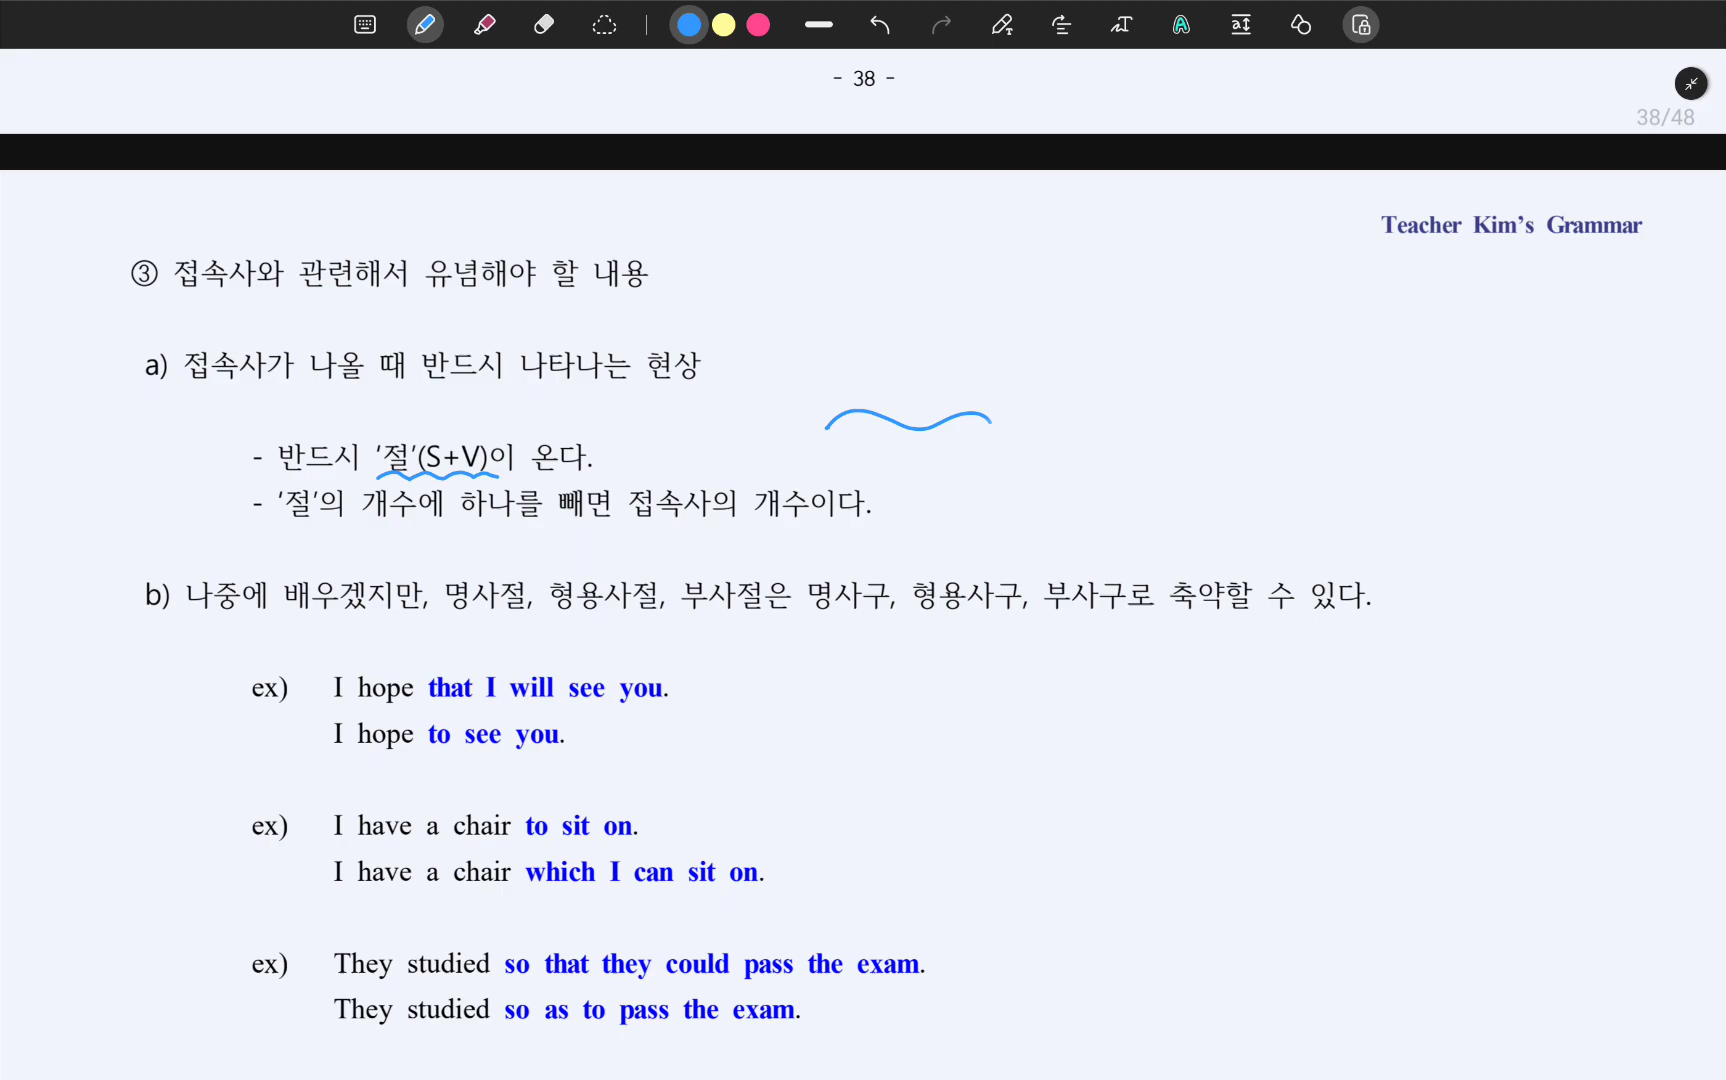 - 38 -
38/48
Teacher Kim’s Grammar
③ 접속사와 관련해서 유념해야 할 내용
a) 접속사가 나올 때 반드시 나타나는 현상
- 반드시 ‘절’(S+V)이 온다.
- ‘절’의 개수에 하나를 빼면 접속사의 개수이다.
b) 나중에 배우겠지만, 명사절, 형용사절, 부사절은 명사구, 형용사구, 부사구로 축약할 수 있다.
ex) I hope that I will see you.
I hope to see you.
ex) I have a chair to sit on.
I have a chair which I can sit on.
ex) They studied so that they could pass the exam.
They studied so as to pass the exam.